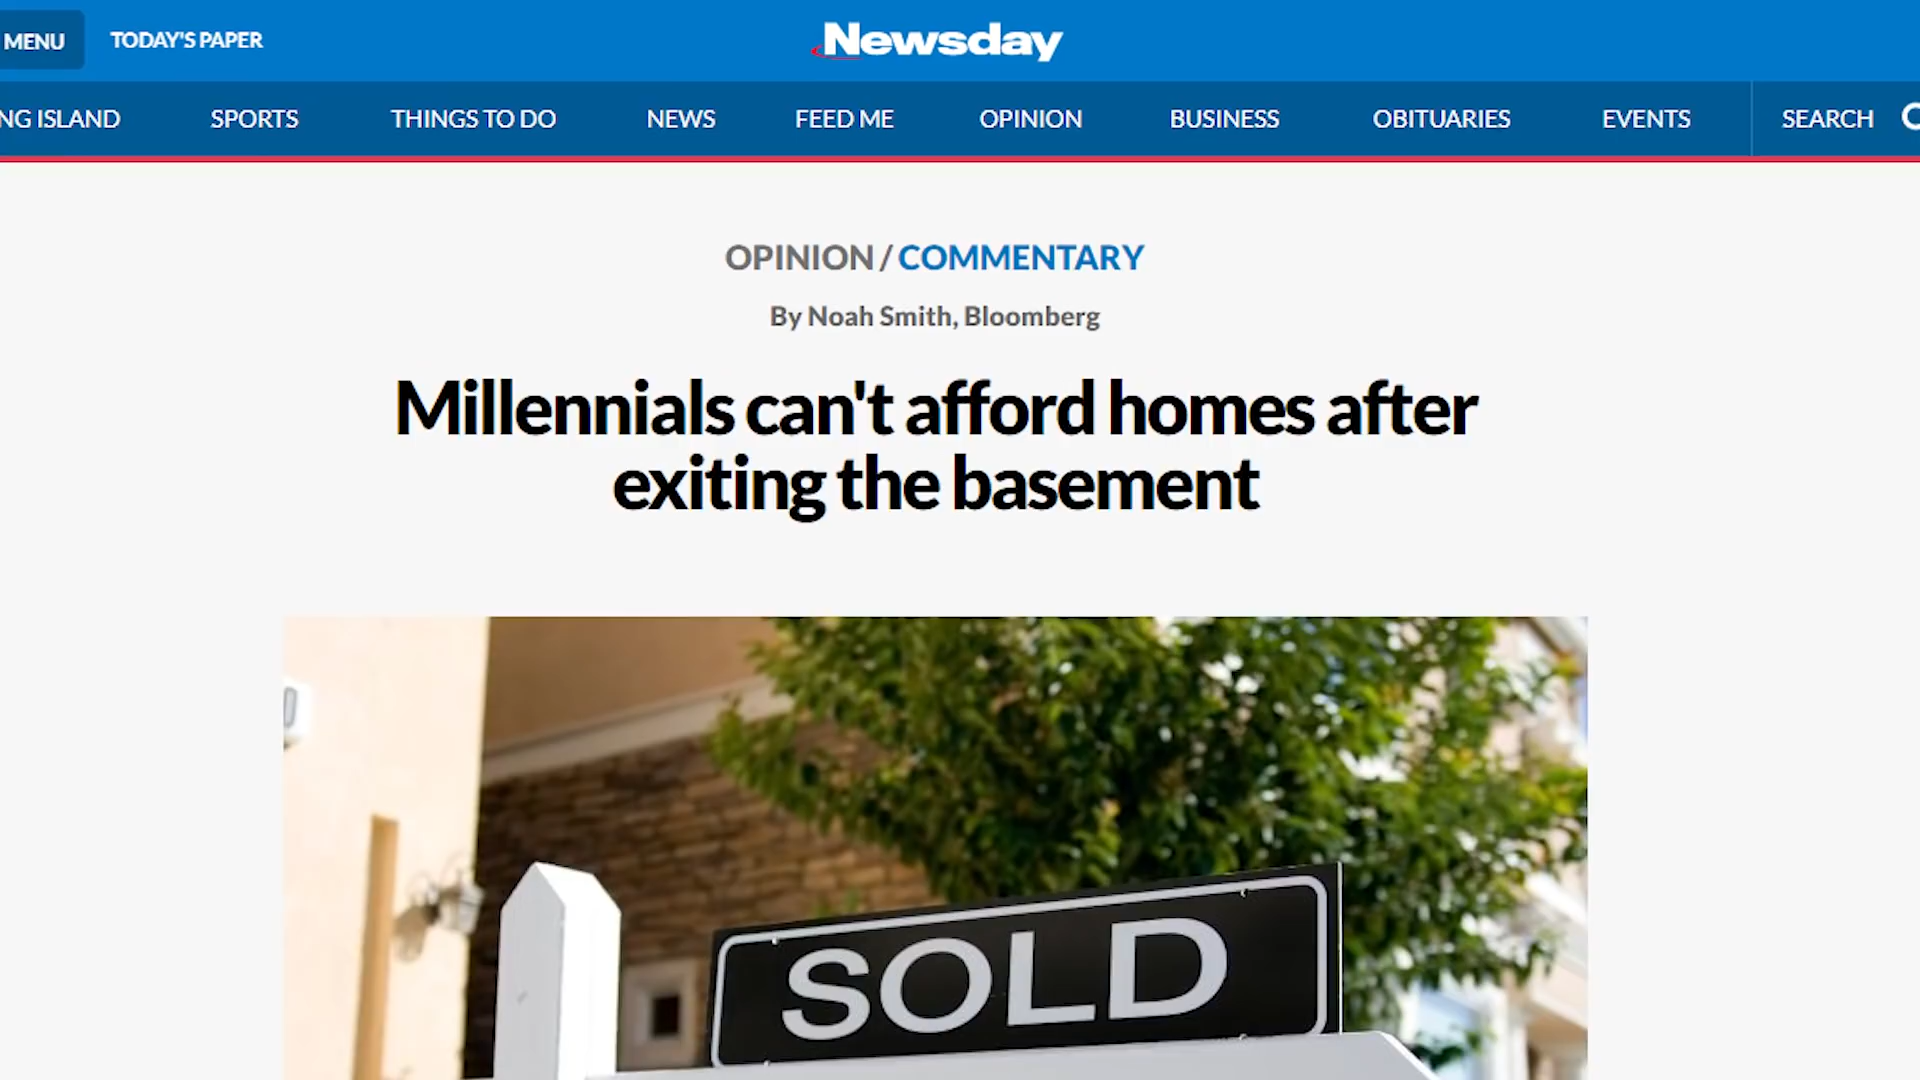 MENU
TODAY'S PAPER
Newsday
NG ISLAND
SPORTS
THINGS TO DO
NEWS
FEED ME
OPINION
BUSINESS
OBITUARIES
EVENTS
SEARCH
OPINION / COMMENTARY
By Noah Smith, Bloomberg
Millennials can't afford homes after
exiting the basement
SOLD